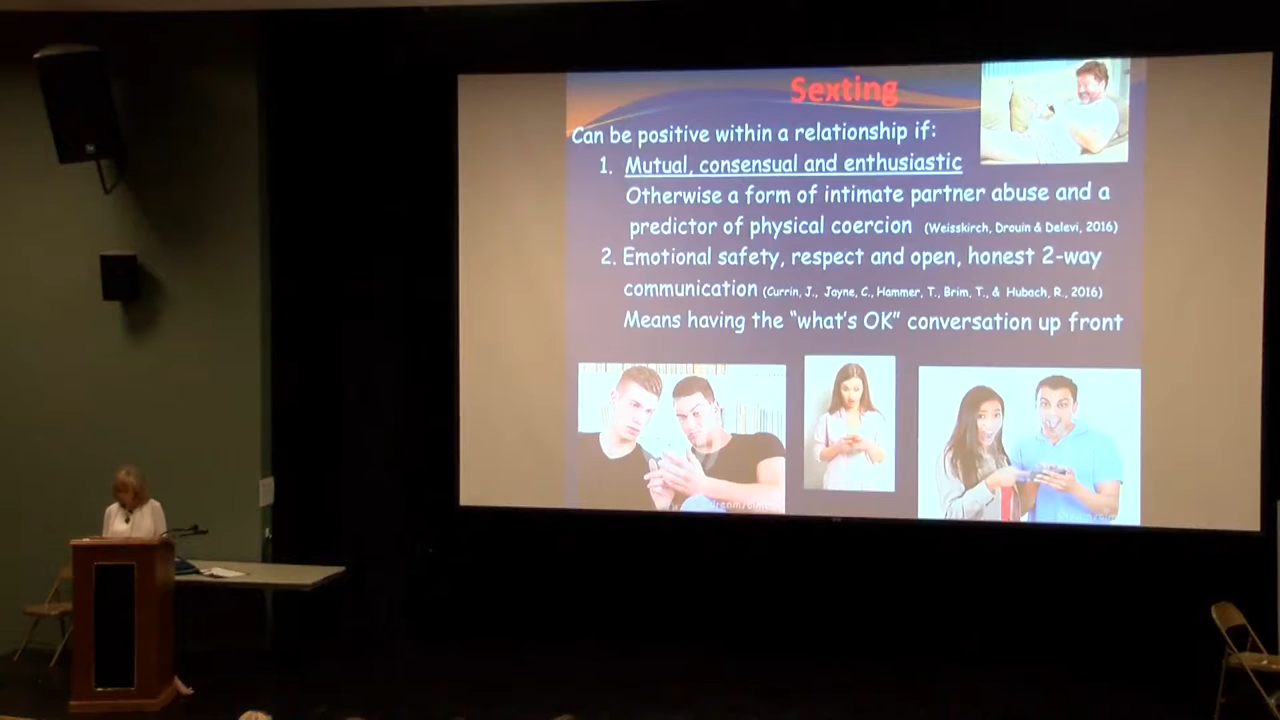 Sexting
Can be positive within a relationship if:
1. Mutual, consensual and enthusiastic
Otherwise a form of intimate partner abuse and a
predictor of physical coercion (Weisskirch, Drouin & Delevi, 2016)
2. Emotional safety, respect and open, honest 2-way
communication (Currin, J., Jayne, C., Hammer, T., Brim, T., & Hubach, R., 2016)
Means having the “what's OK” conversation up front